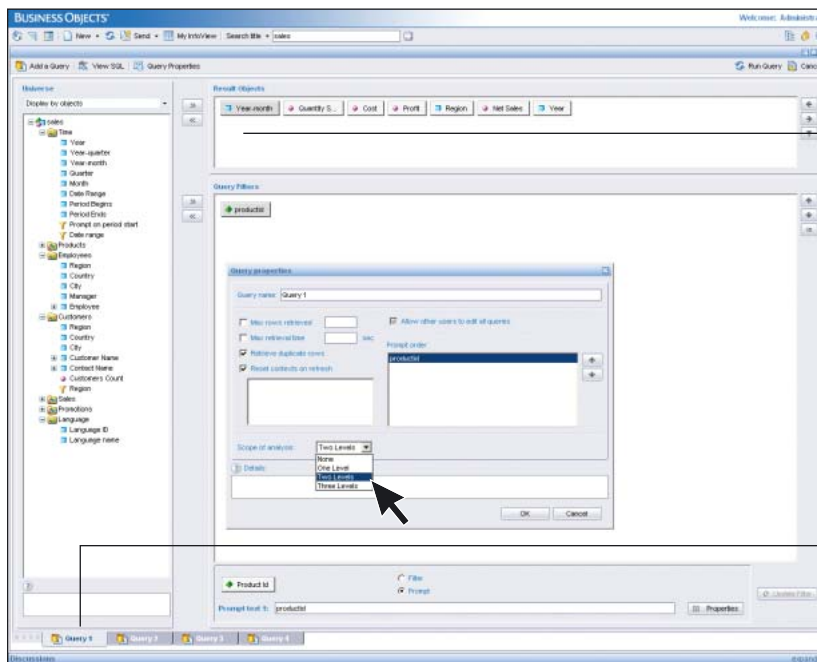 BUSINESS OBJECTS
Welcome: Administra
New Send My InfoView Search title sales
Add a Query View SQL Query Properties Run Query Canc
Universe
Display by objects
sales
Time
Year
Year-quarter
Year-month
Quarter
Month
Date Range
Period Begins
Period Ends
Prompt on period start
Date range
Products
Employees
Region
Country
City
Manager
Employee
Customers
Region
Country
City
Customer Name
Contact Name
Customers Count
Region
Sales
Promotions
Language
Language ID
Language name
Result Objects
Year-month Quantity S... Cost Profit Region Net Sales Year
Query Filters
productid
Query properties
Query name: Query 1
Max rows retrieved
Allow other users to edit all queries
Max retrieval time sec
Prompt order:
Retrieve duplicate rows
productid
Reset contexts on refresh
Scope of analysis: Two Levels
None
One Level
Two Levels
Three Levels
Details:
OK Cancel
Product Id
Filter
Prompt
Prompt text 1: productid Properties
Update Filter
Query 1 Query 2 Query 3 Query 4
Discussions expand